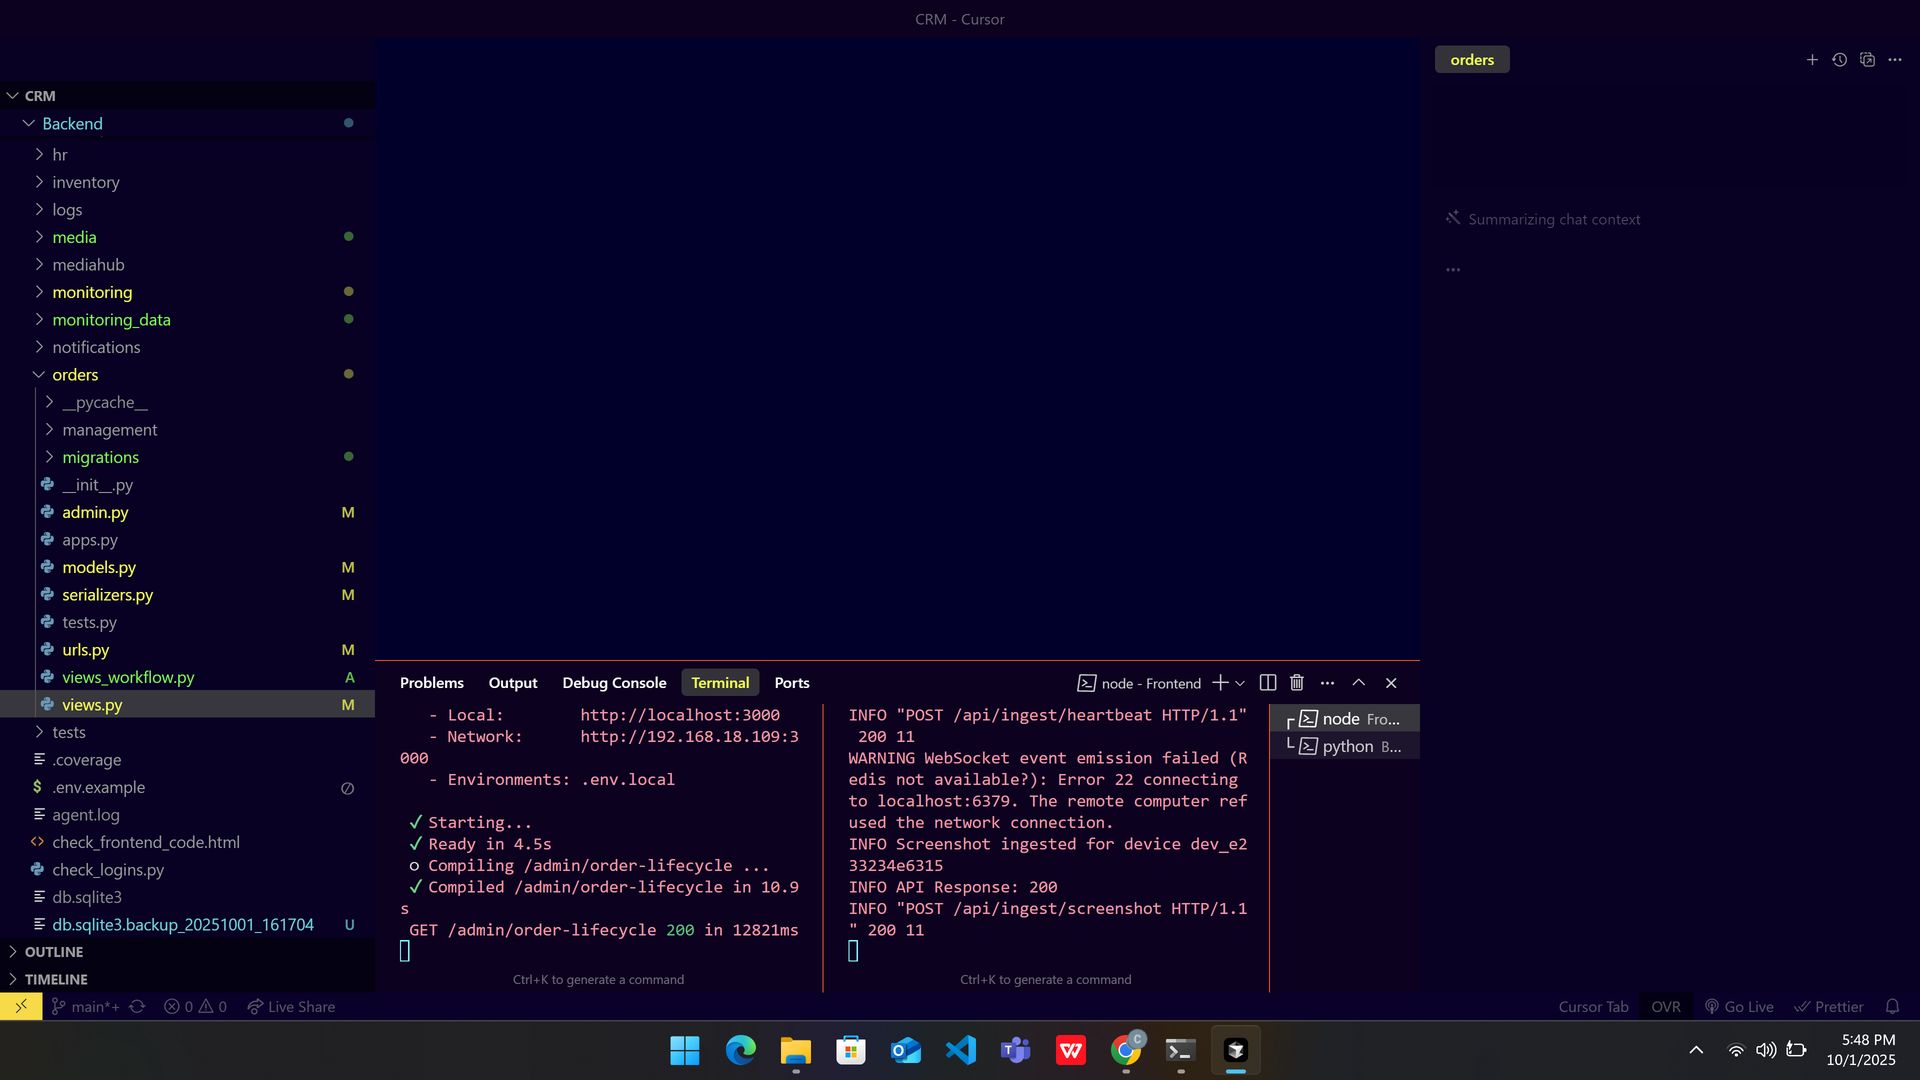 CRM - Cursor
CRM
Backend
hr
inventory
logs
media
mediahub
monitoring
monitoring_data
notifications
orders
__pycache__
management
migrations
__init__.py
admin.py M
apps.py
models.py M
serializers.py M
tests.py
urls.py M
views_workflow.py A
views.py M
tests
.coverage
$ .env.example
agent.log
<> check_frontend_code.html
check_logins.py
db.sqlite3
db.sqlite3.backup_20251001_161704 U
OUTLINE
TIMELINE
Problems Output Debug Console Terminal Ports
node - Frontend
- Local: http://localhost:3000
- Network: http://192.168.18.109:3
000
- Environments: .env.local
✓ Starting...
✓ Ready in 4.5s
○ Compiling /admin/order-lifecycle ...
✓ Compiled /admin/order-lifecycle in 10.9
s
GET /admin/order-lifecycle 200 in 12821ms
Ctrl+K to generate a command
INFO "POST /api/ingest/heartbeat HTTP/1.1"
200 11
WARNING WebSocket event emission failed (R
edis not available?): Error 22 connecting
to localhost:6379. The remote computer ref
used the network connection.
INFO Screenshot ingested for device dev_e2
33234e6315
INFO API Response: 200
INFO "POST /api/ingest/screenshot HTTP/1.1
" 200 11
Ctrl+K to generate a command
node Fro...
python B...
orders
Summarizing chat context
...
main*+ 0 0 Live Share
Cursor Tab OVR Go Live Prettier
5:48 PM
10/1/2025